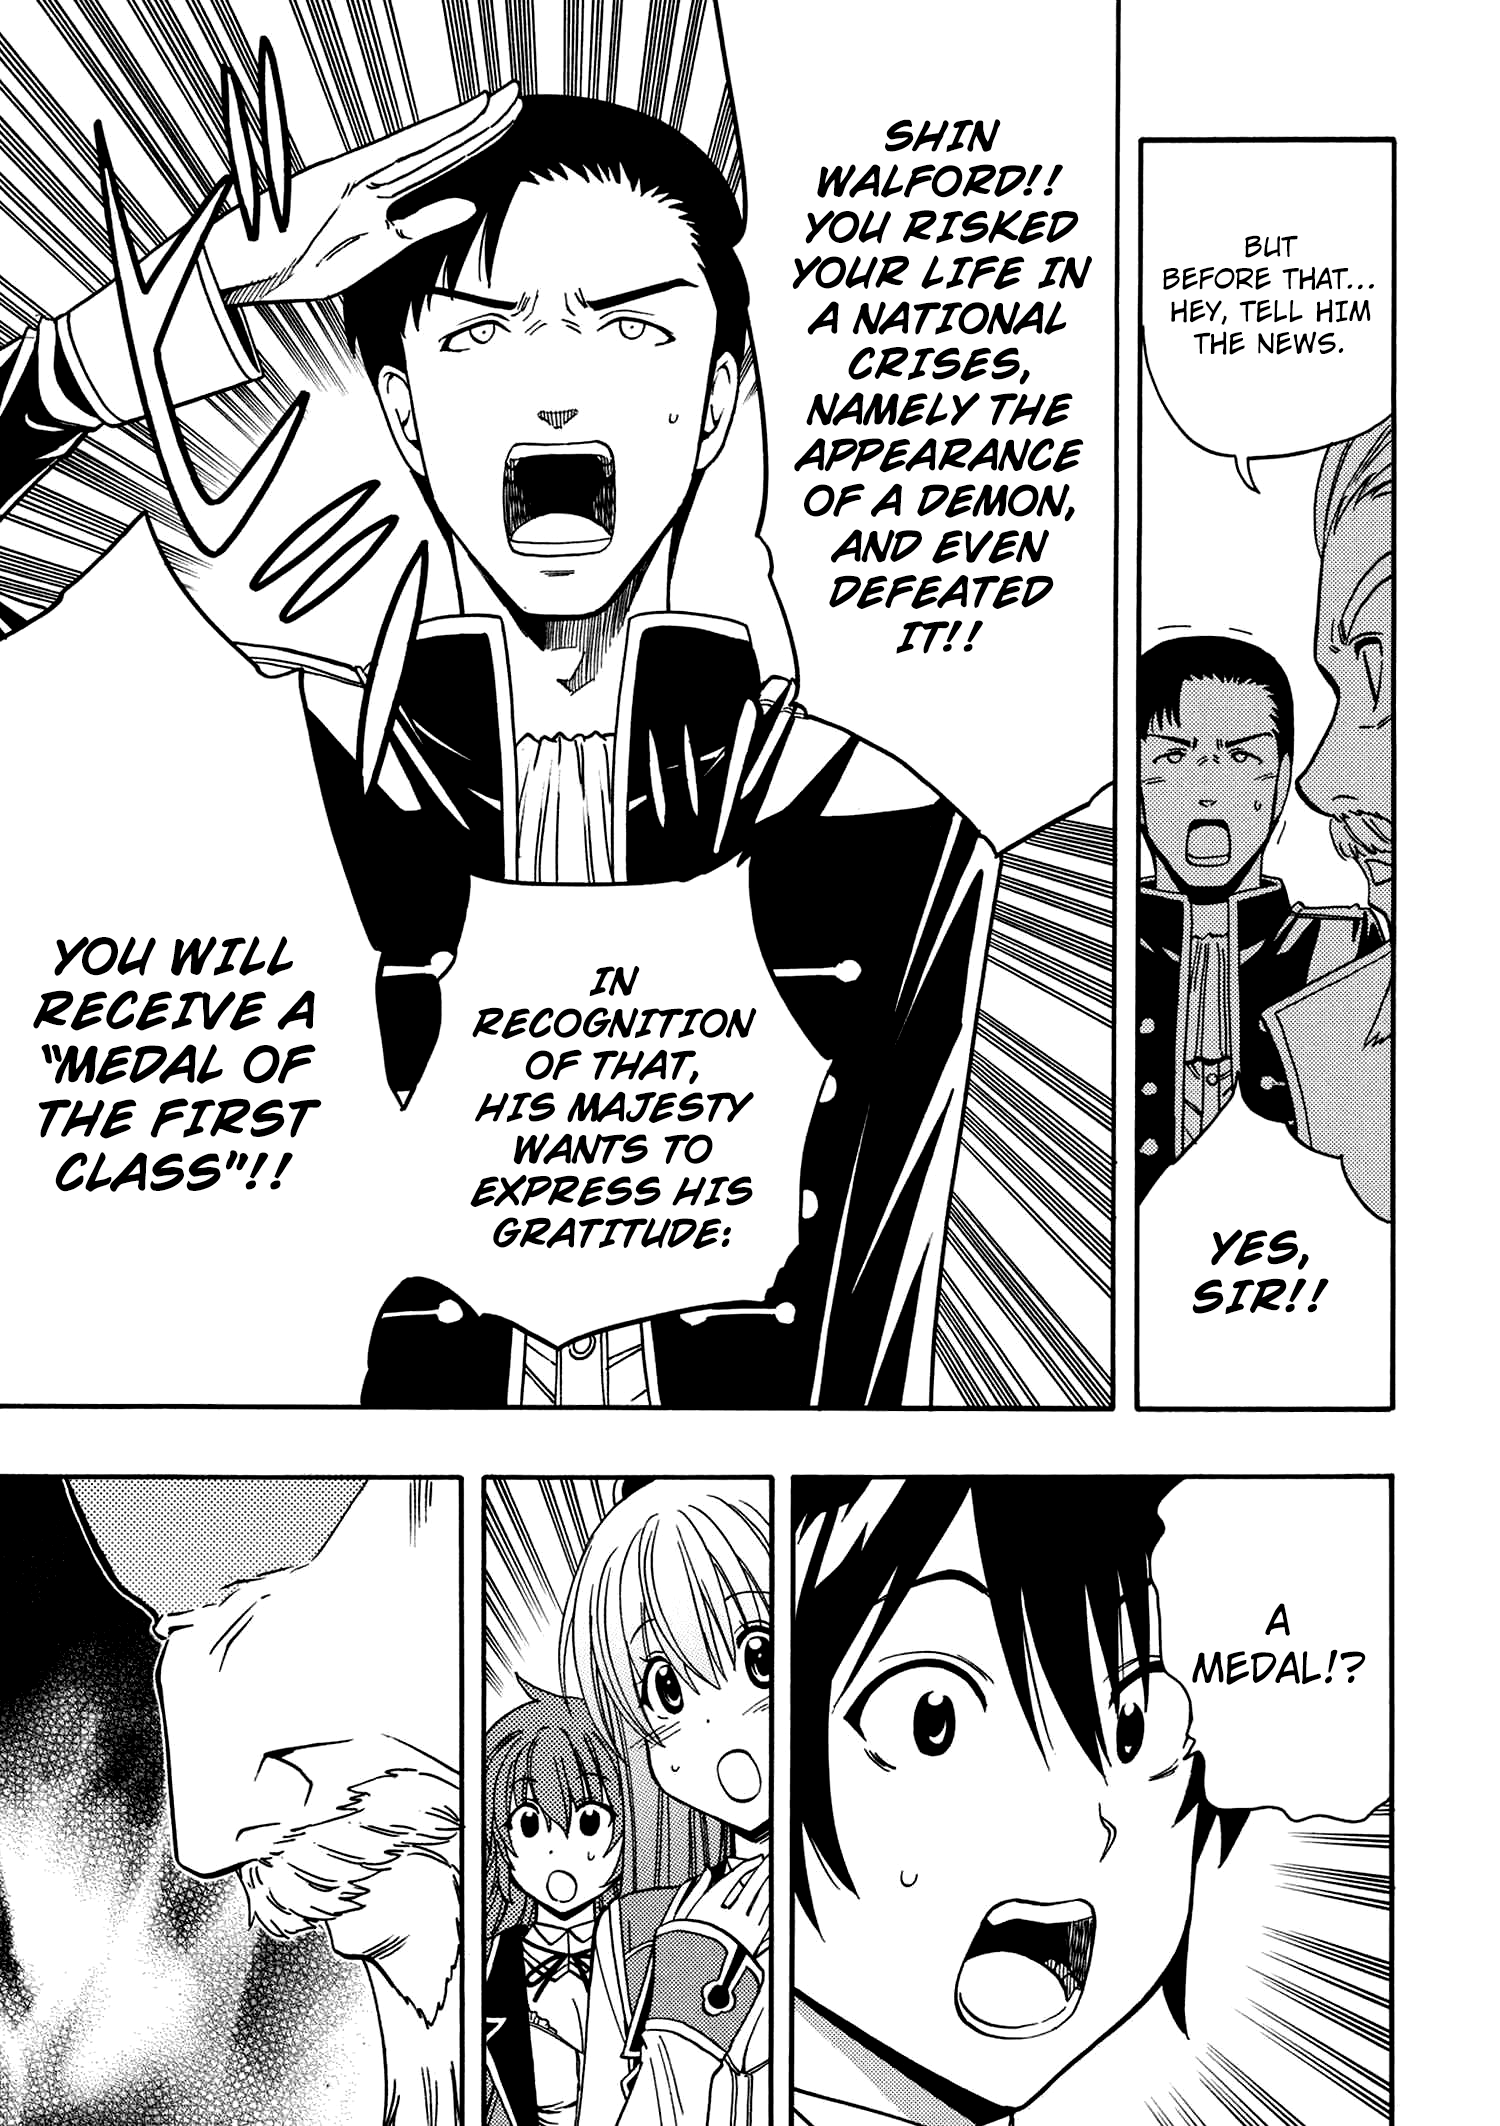 BUT
BEFORE THAT...
HEY, TELL HIM
THE NEWS.
YES,
SIR!!
SHIN
WALFORD!!
YOU RISKED
YOUR LIFE IN
A NATIONAL
CRISES,
NAMELY THE
APPEARANCE
OF A DEMON,
AND EVEN
DEFEATED
IT!!
IN
RECOGNITION
OF THAT,
HIS MAJESTY
WANTS TO
EXPRESS HIS
GRATITUDE:
YOU WILL
RECEIVE A
"MEDAL OF
THE FIRST
CLASS"!!
A
MEDAL!?